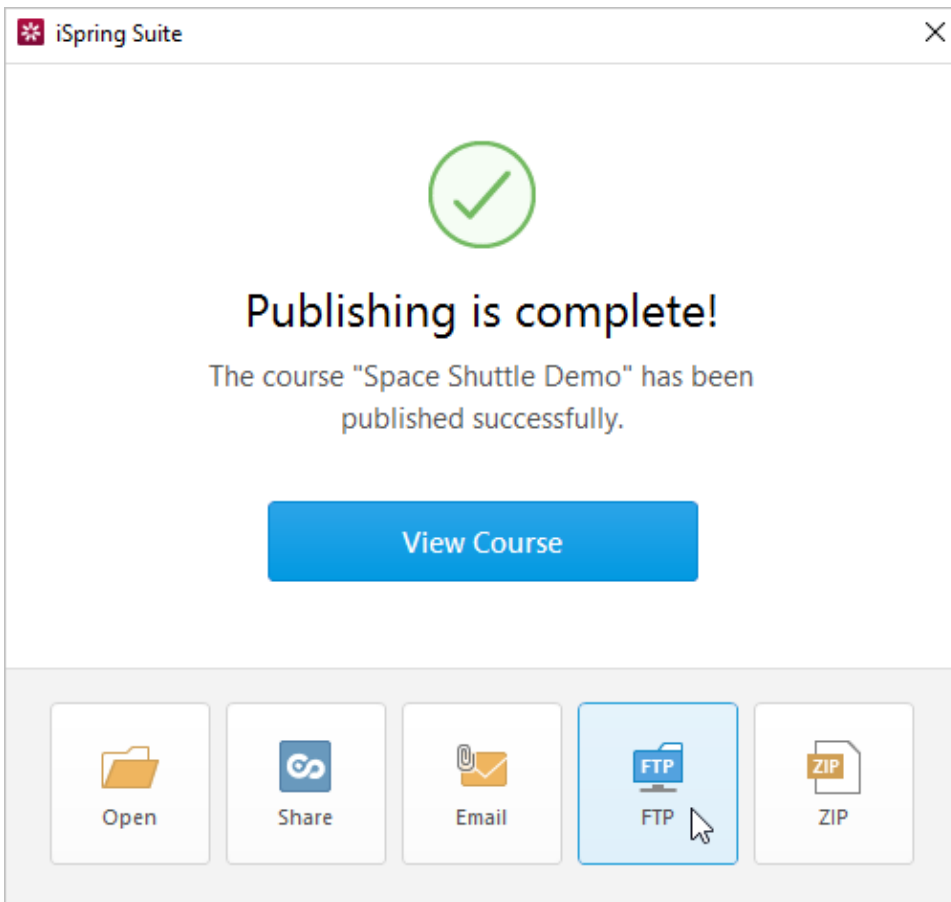 iSpring Suite
Publishing is complete!
The course "Space Shuttle Demo" has been
published successfully.
View Course
Open
Share
Email
FTP
FTP
ZIP
ZIP